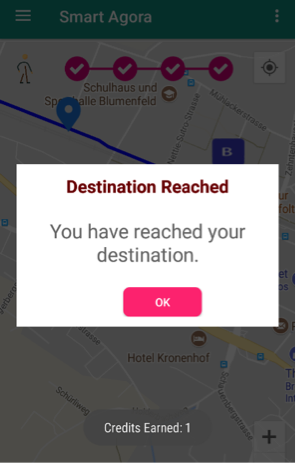 Smart Agora
Schulhaus und
Sporthalle Blumenfeld
Mühlackerstrasse
B
Destination Reached
You have reached your
destination.
OK
Hotel Kronenhof
Schürliweg
Credits Earned: 1
+